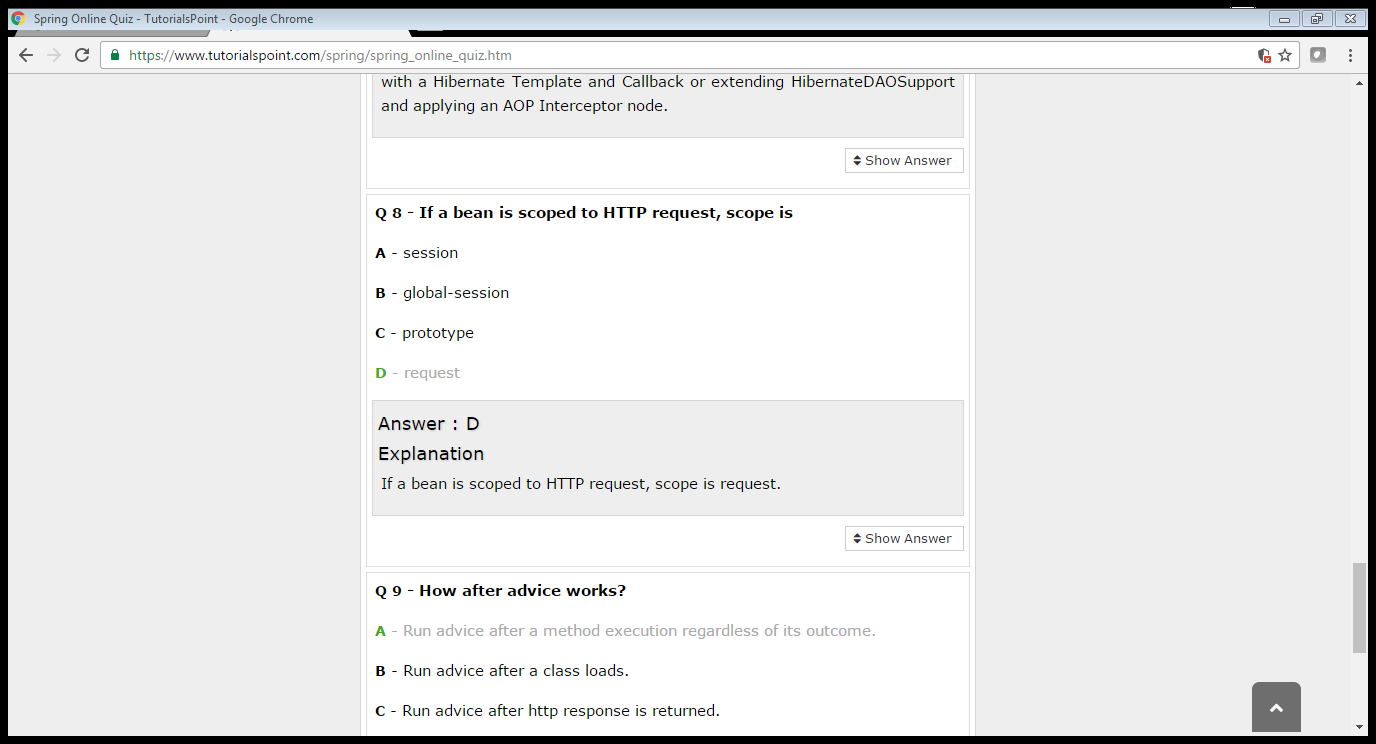 Spring Online Quiz - TutorialsPoint - Google Chrome
https://www.tutorialspoint.com/spring/spring_online_quiz.htm
with a Hibernate Template and Callback or extending HibernateDAOSupport
and applying an AOP Interceptor node.
Show Answer
Q 8 - If a bean is scoped to HTTP request, scope is
A - session
B - global-session
C - prototype
D - request
Answer : D
Explanation
If a bean is scoped to HTTP request, scope is request.
Show Answer
Q 9 - How after advice works?
A - Run advice after a method execution regardless of its outcome.
B - Run advice after a class loads.
C - Run advice after http response is returned.